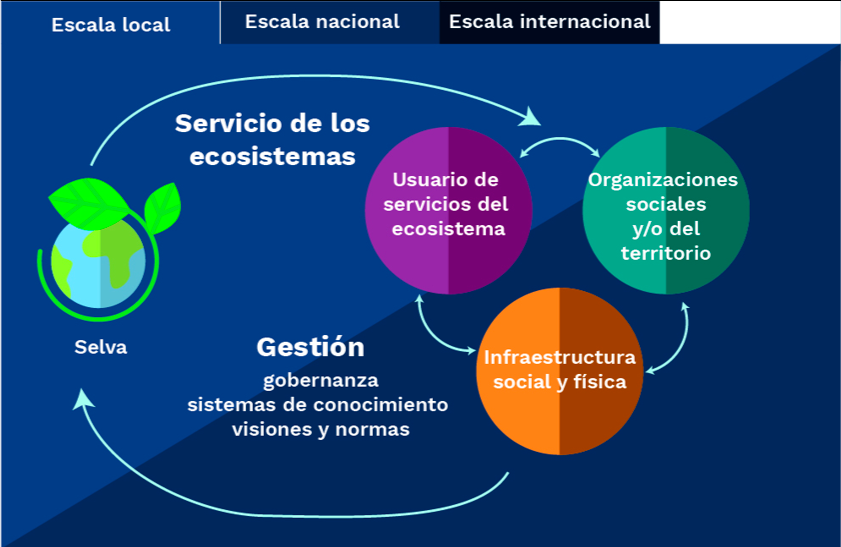 Escala local
Escala nacional
Escala internacional
Servicio de los
ecosistemas
Usuario de
servicios del
ecosistema
Organizaciones
sociales
y/o del
territorio
Selva
Gestión
gobernanza
sistemas de conocimiento
visiones y normas
Infraestructura
social y física